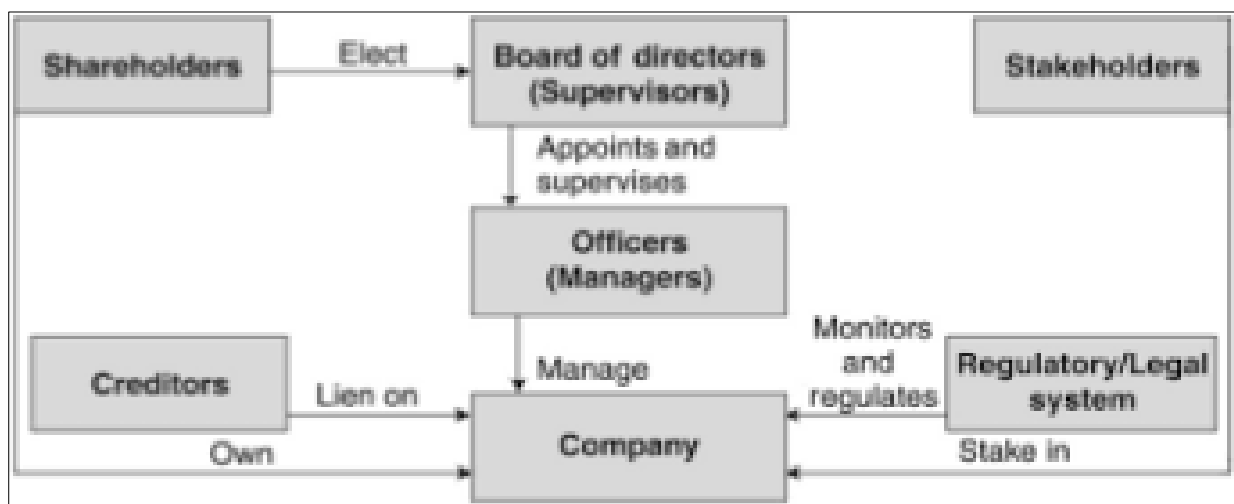 Shareholders
Elect
Board of directors
(Supervisors)
Stakeholders
Appoints and
supervises
Officers
(Managers)
Creditors
Lien on
Manage
Monitors
and
regulates
Regulatory/Legal
system
Own
Company
Stake in